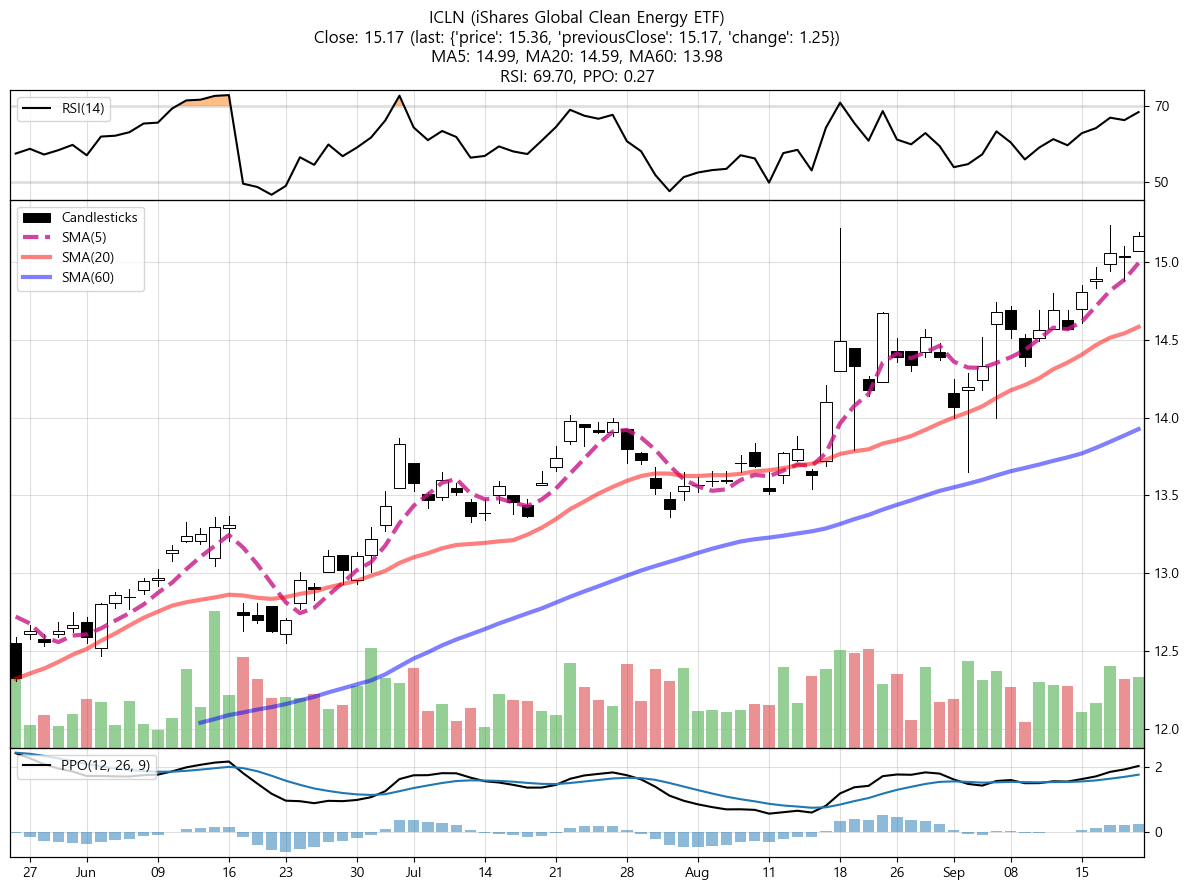 ICLN (iShares Global Clean Energy ETF)
Close: 15.17 (last: {'price': 15.36, 'previousClose': 15.17, 'change': 1.25})
MA5: 14.99, MA20: 14.59, MA60: 13.98
RSI: 69.70, PPO: 0.27
RSI(14)
70
50
Candlesticks
SMA(5)
SMA(20)
SMA(60)
15.0
14.5
14.0
13.5
13.0
12.5
12.0
PPO(12, 26, 9)
2
0
27 Jun 09 16 23 30 Jul 14 21 28 Aug 11 18 26 Sep 08 15